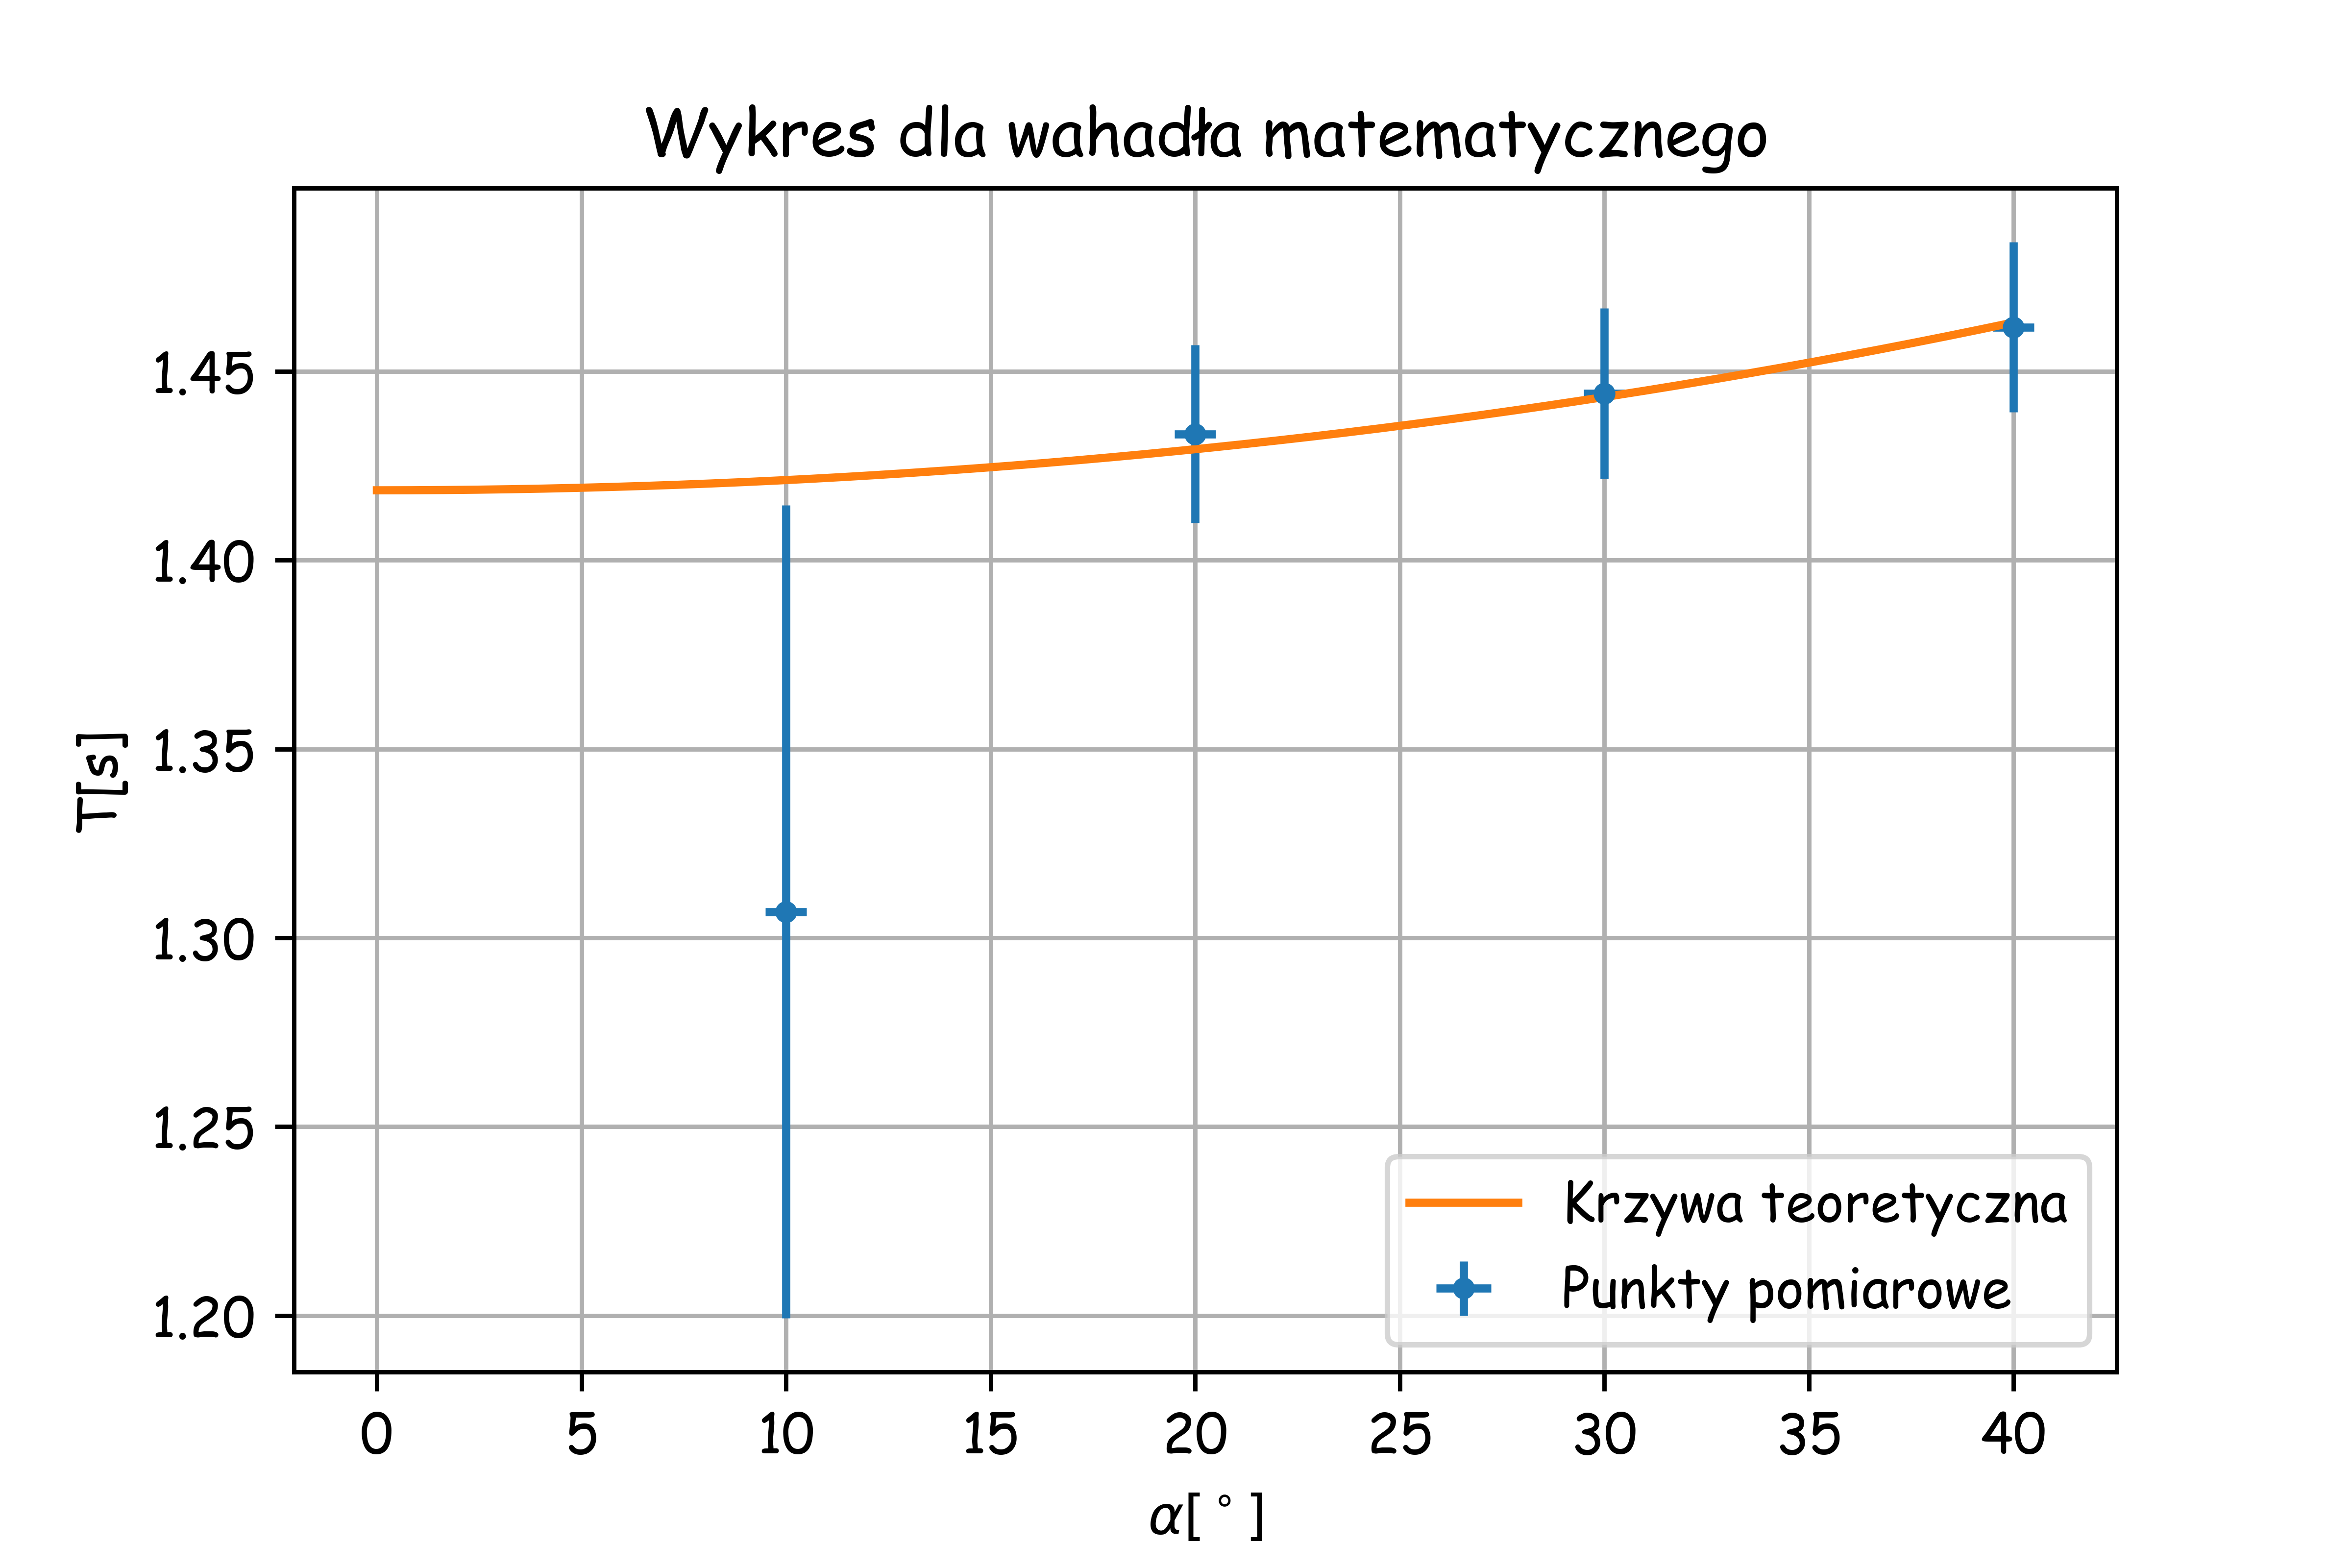 Wykres dla wahadła matematycznego
T[s]
1.45
1.40
1.35
1.30
1.25
1.20
Krzywa teoretyczna
Punkty pomiarowe
0 5 10 15 20 25 30 35 40
α[°]